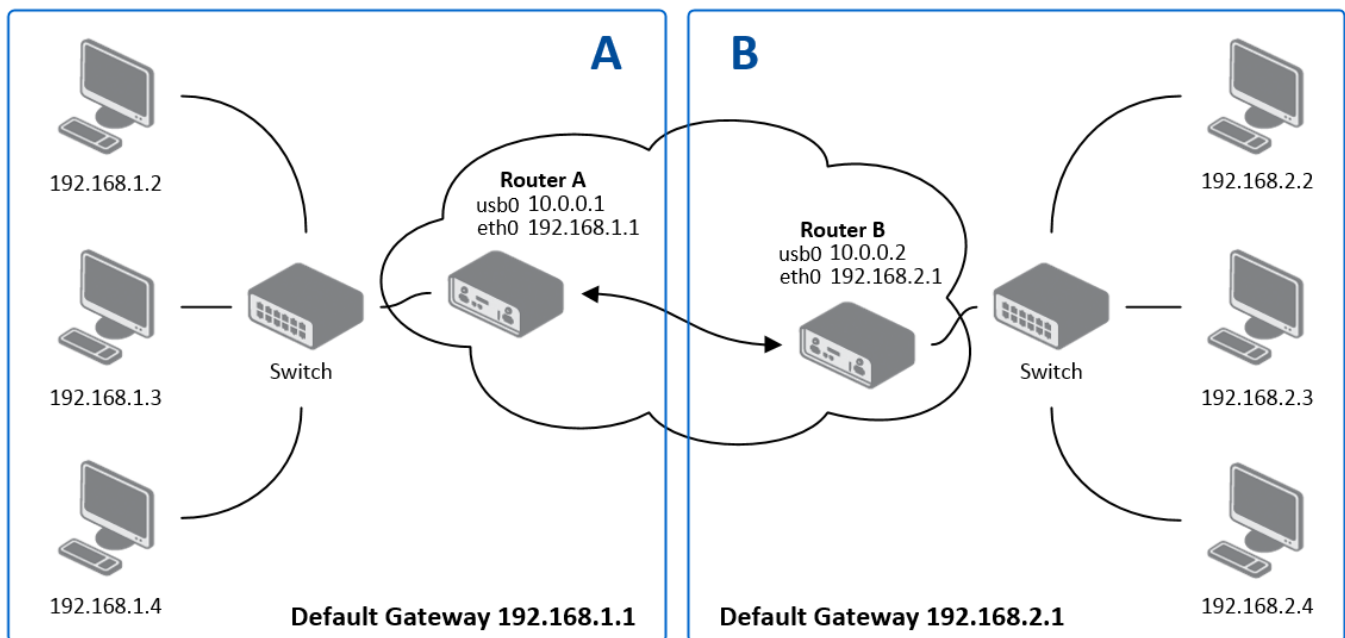 A
B
192.168.1.2
192.168.2.2
Router A
usb0 10.0.0.1
eth0 192.168.1.1
Router B
usb0 10.0.0.2
eth0 192.168.2.1
Switch
Switch
192.168.1.3
192.168.2.3
192.168.1.4
192.168.2.4
Default Gateway 192.168.1.1
Default Gateway 192.168.2.1